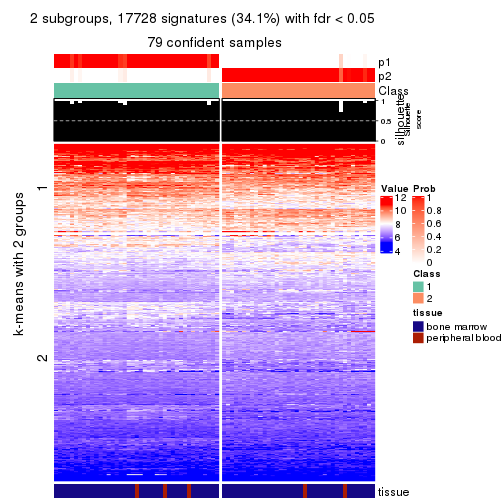 2 subgroups, 17728 signatures (34.1%) with fdr < 0.05
79 confident samples
p1
p2
Class
silhouette
Silhouette
score
1
0.5
0
k-means with 2 groups
1
2
Value
12
10
8
6
4
Prob
1
0.8
0.6
0.4
0.2
0
Class
1
2
tissue
bone marrow
peripheral blood
tissue